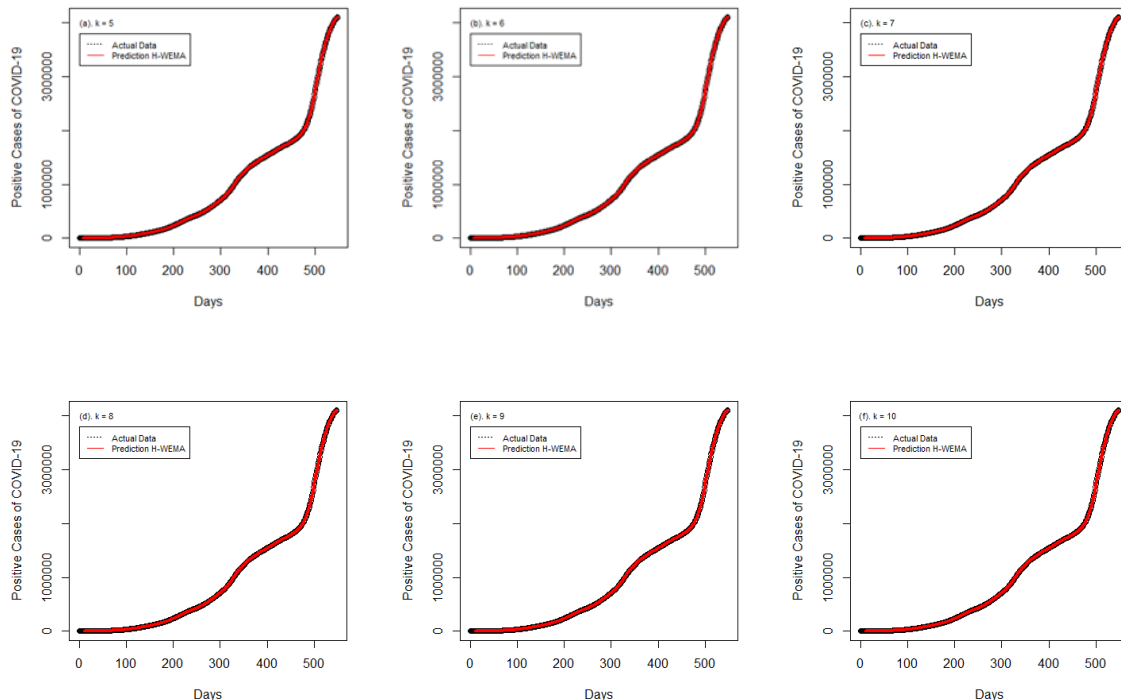 (a). k = 5
Actual Data
Prediction H-WEMA
Positive Cases of COVID-19
0 1000000 3000000
0 100 200 300 400 500
Days
(b). k = 6
Actual Data
Prediction H-WEMA
Positive Cases of COVID-19
0 1000000 3000000
0 100 200 300 400 500
Days
(c). k = 7
Actual Data
Prediction H-WEMA
Positive Cases of COVID-19
0 1000000 3000000
0 100 200 300 400 500
Days
(d). k = 8
Actual Data
Prediction H-WEMA
Positive Cases of COVID-19
0 1000000 3000000
0 100 200 300 400 500
Days
(e). k = 9
Actual Data
Prediction H-WEMA
Positive Cases of COVID-19
0 1000000 3000000
0 100 200 300 400 500
Days
(f). k = 10
Actual Data
Prediction H-WEMA
Positive Cases of COVID-19
0 1000000 3000000
0 100 200 300 400 500
Days